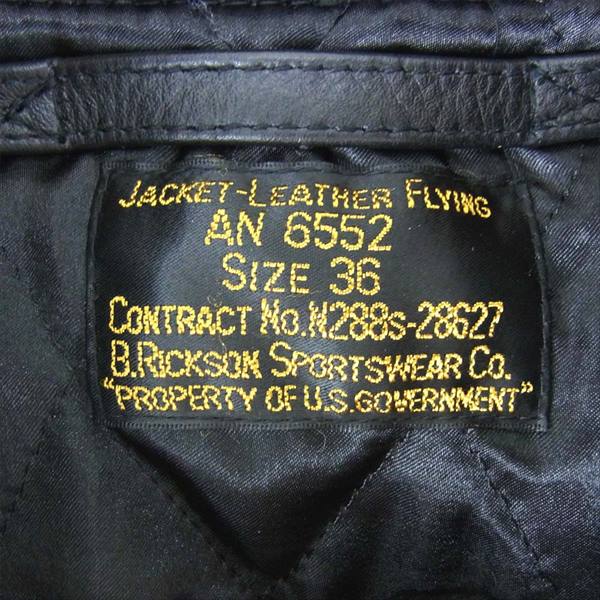 JACKET-LEATHER FLYING
AN 6552
SIZE 36
CONTRACT No.N288s-28627
B.RICKSON SPORTSWEAR CO.
"PROPERTY OF U.S.GOVERNMENT"